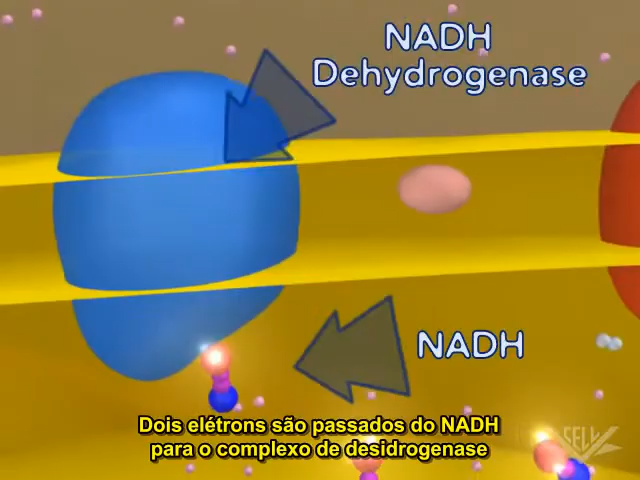 NADH
Dehydrogenase
NADH
Dois elétrons são passados do NADH
para o complexo de desidrogenase